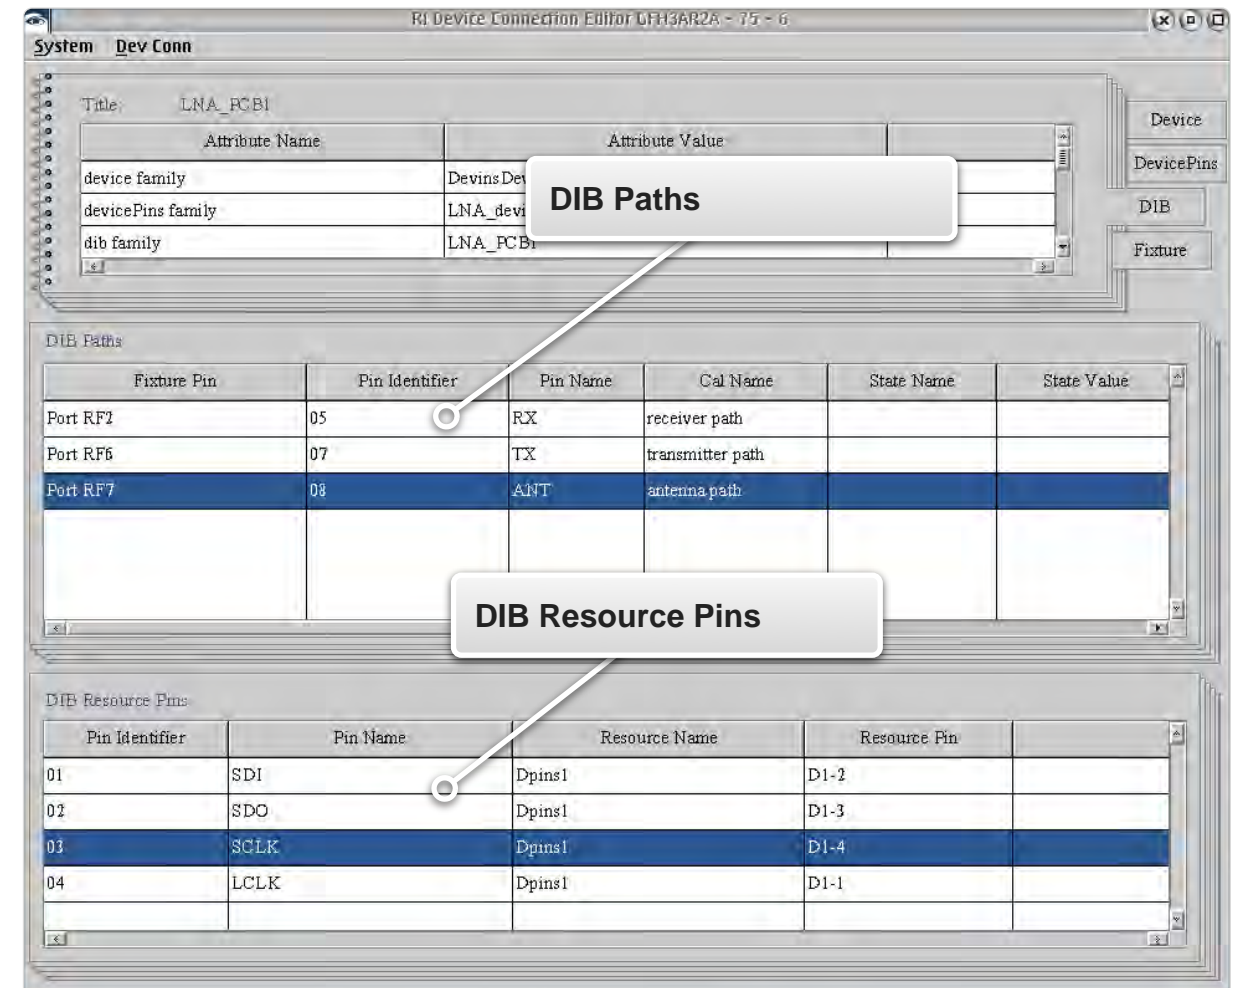 RI Device Connection Editor DFH3AR2A - 75 - 6
System Dev Conn
Title: LNA_PCB1
Attribute Name Attribute Value
device family DevinsDev
devicePins family LNA_devi
dib family LNA_PCB1
Device
DevicePins
DIB
Fixture
DIB Paths
DIB Paths
Fixture Pin Pin Identifier Pin Name Cal Name State Name State Value
Port RF2 05 RX receiver path
Port RF6 07 TX transmitter path
Port RF7 08 ANT antenna path
DIB Resource Pins
DIB Resource Pins
Pin Identifier Pin Name Resource Name Resource Pin
01 SDI Dpins1 D1-2
02 SDO Dpins1 D1-3
03 SCLK Dpins1 D1-4
04 LCLK Dpins1 D1-1